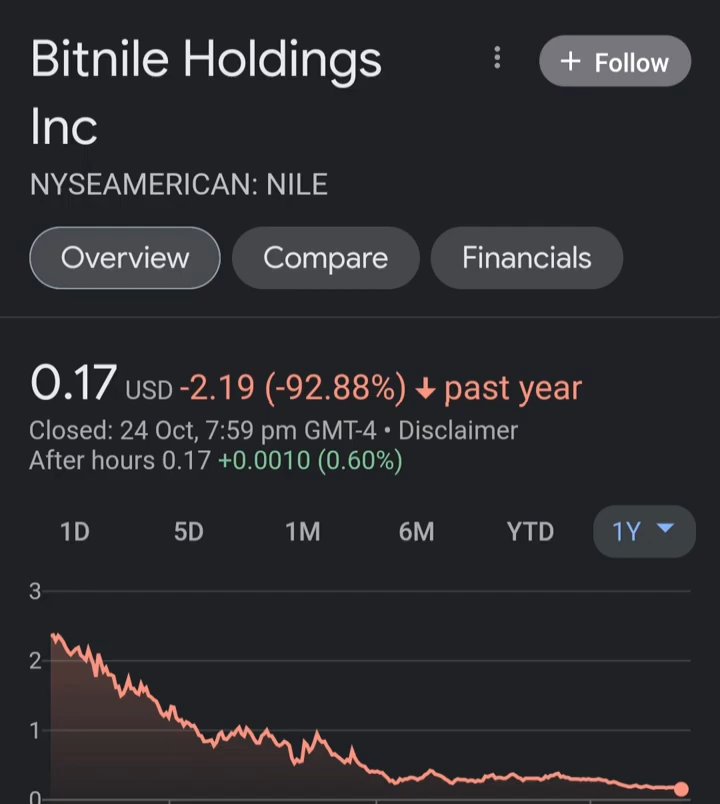 Bitnile Holdings
Inc
+ Follow
NYSEAMERICAN: NILE
Overview
Compare
Financials
0.17 USD -2.19 (-92.88%) ↓ past year
Closed: 24 Oct, 7:59 pm GMT-4 • Disclaimer
After hours 0.17 +0.0010 (0.60%)
1D 5D 1M 6M YTD 1Y
3
2
1
0